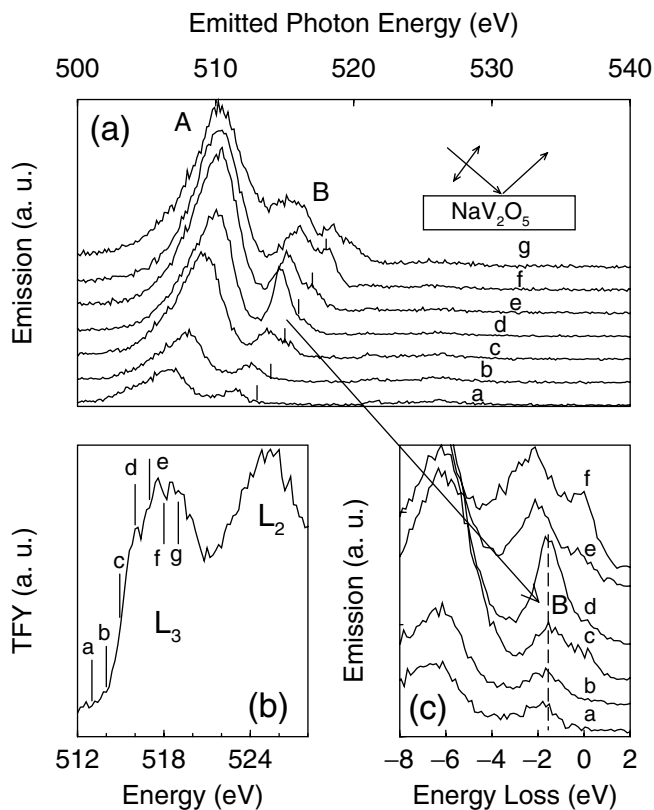 Emitted Photon Energy (eV)
500 510 520 530 540
(a)
A
B
NaV₂O₅
g
f
e
d
c
b
a
Emission (a. u.)
TFY (a. u.)
d e
c
a b
f g
L₃
L₂
(b)
512 518 524
Energy (eV)
Emission (a. u.)
f
e
B
d
c
b
a
(c)
−8 −6 −4 −2 0 2
Energy Loss (eV)